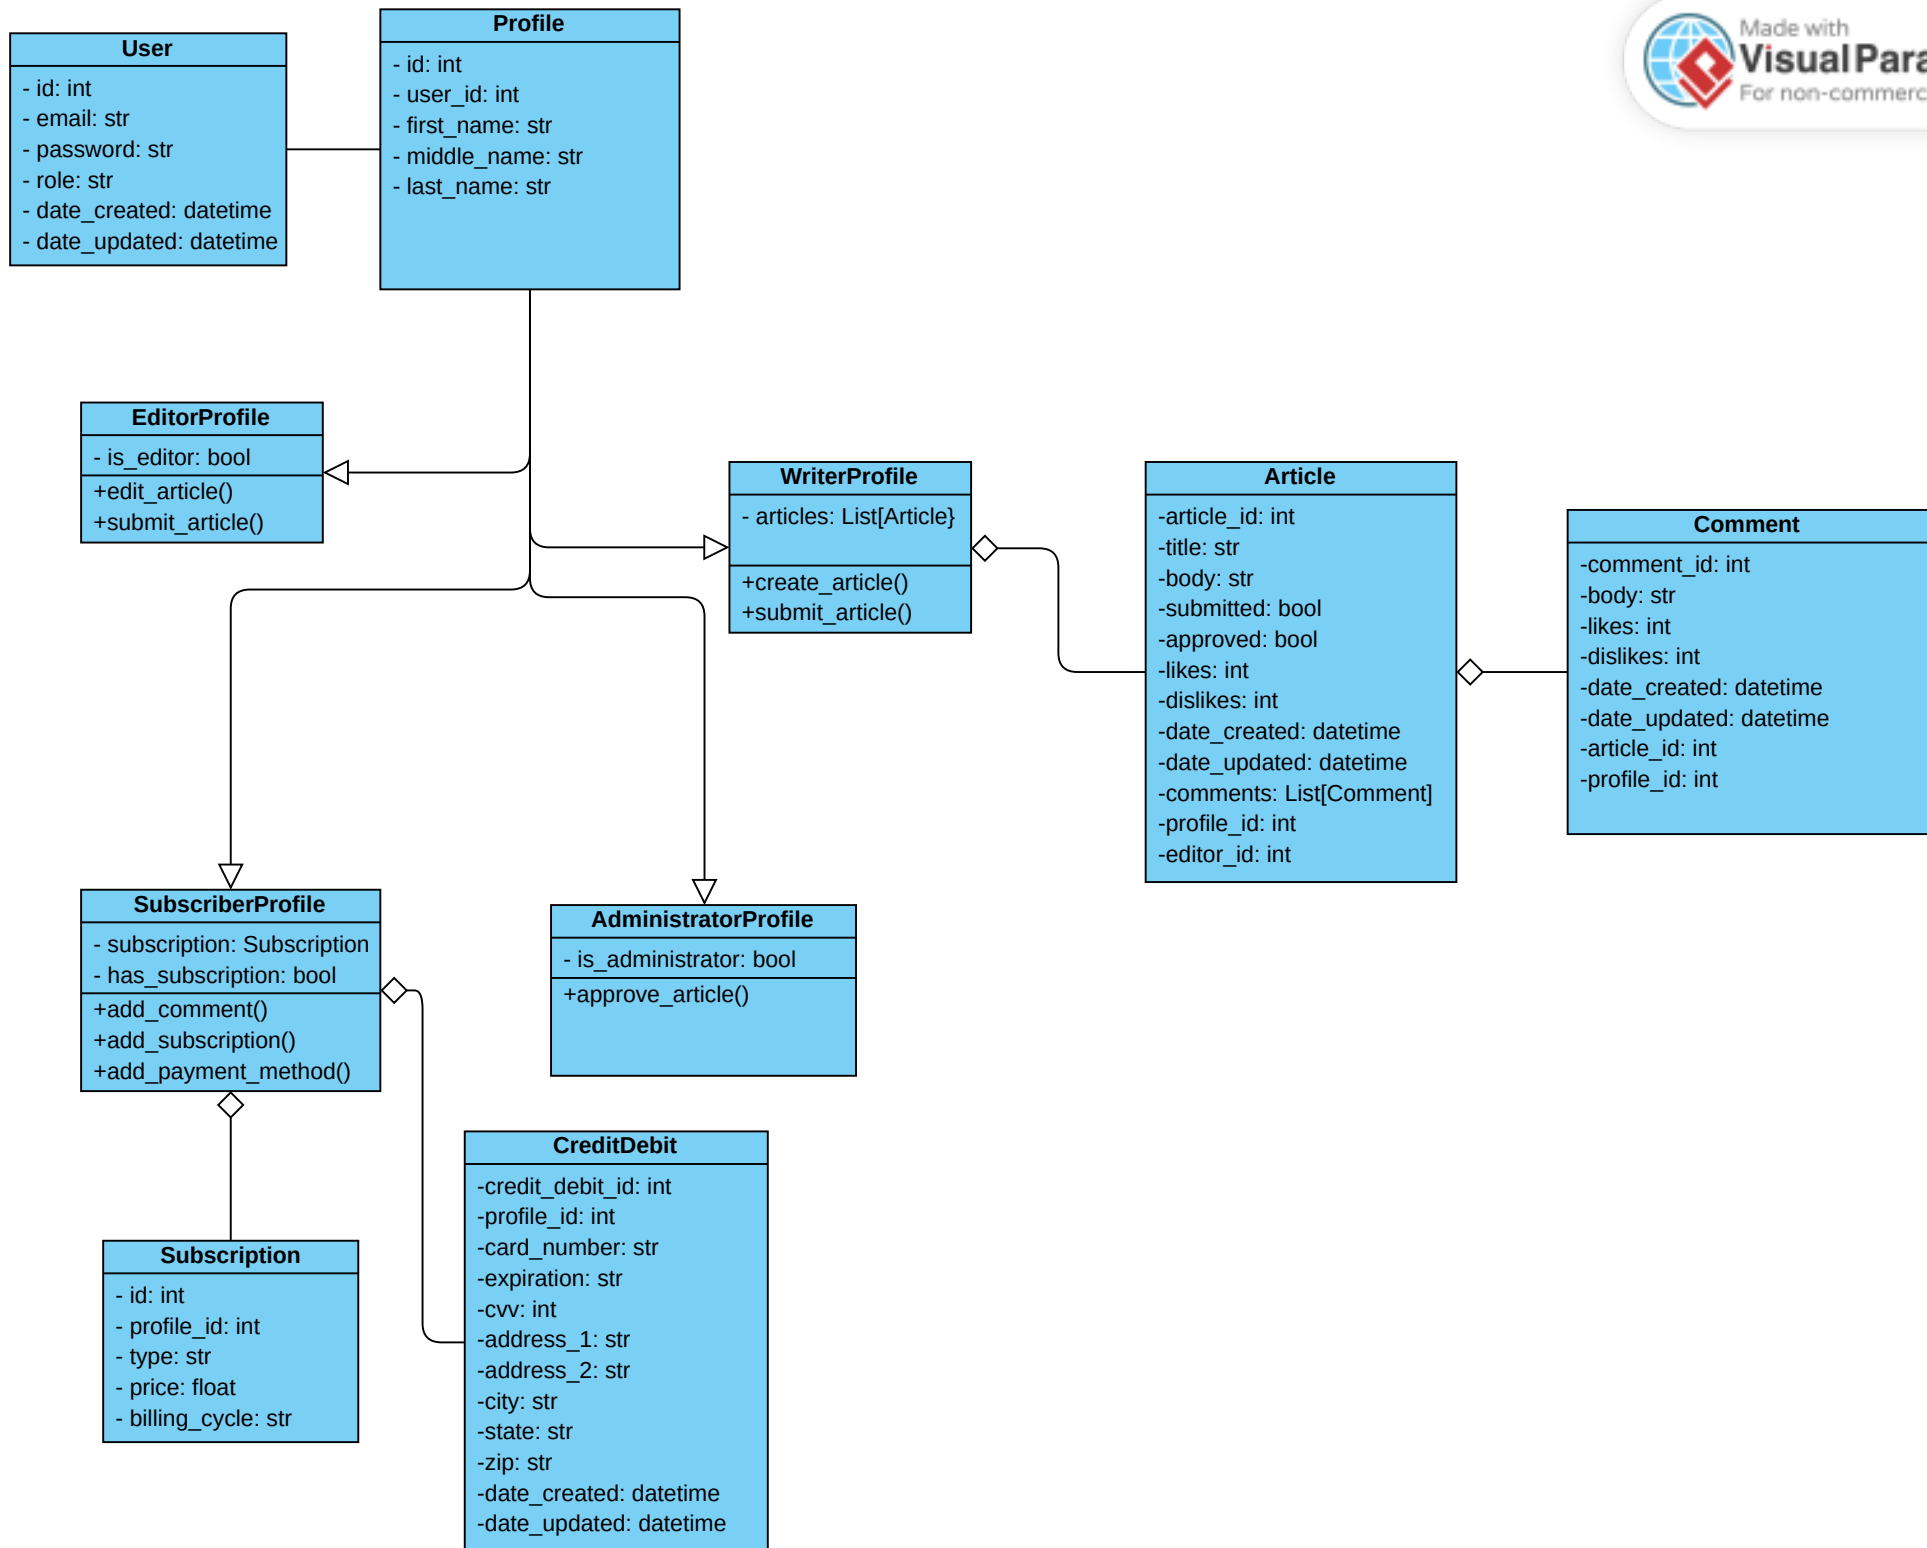 Made with
Visual Para
For non-commerc
User
- id: int
- email: str
- password: str
- role: str
- date_created: datetime
- date_updated: datetime
Profile
- id: int
- user_id: int
- first_name: str
- middle_name: str
- last_name: str
EditorProfile
- is_editor: bool
+edit_article()
+submit_article()
WriterProfile
- articles: List[Article}
+create_article()
+submit_article()
Article
-article_id: int
-title: str
-body: str
-submitted: bool
-approved: bool
-likes: int
-dislikes: int
-date_created: datetime
-date_updated: datetime
-comments: List[Comment]
-profile_id: int
-editor_id: int
Comment
-comment_id: int
-body: str
-likes: int
-dislikes: int
-date_created: datetime
-date_updated: datetime
-article_id: int
-profile_id: int
SubscriberProfile
- subscription: Subscription
- has_subscription: bool
+add_comment()
+add_subscription()
+add_payment_method()
AdministratorProfile
- is_administrator: bool
+approve_article()
Subscription
- id: int
- profile_id: int
- type: str
- price: float
- billing_cycle: str
CreditDebit
-credit_debit_id: int
-profile_id: int
-card_number: str
-expiration: str
-cvv: int
-address_1: str
-address_2: str
-city: str
-state: str
-zip: str
-date_created: datetime
-date_updated: datetime